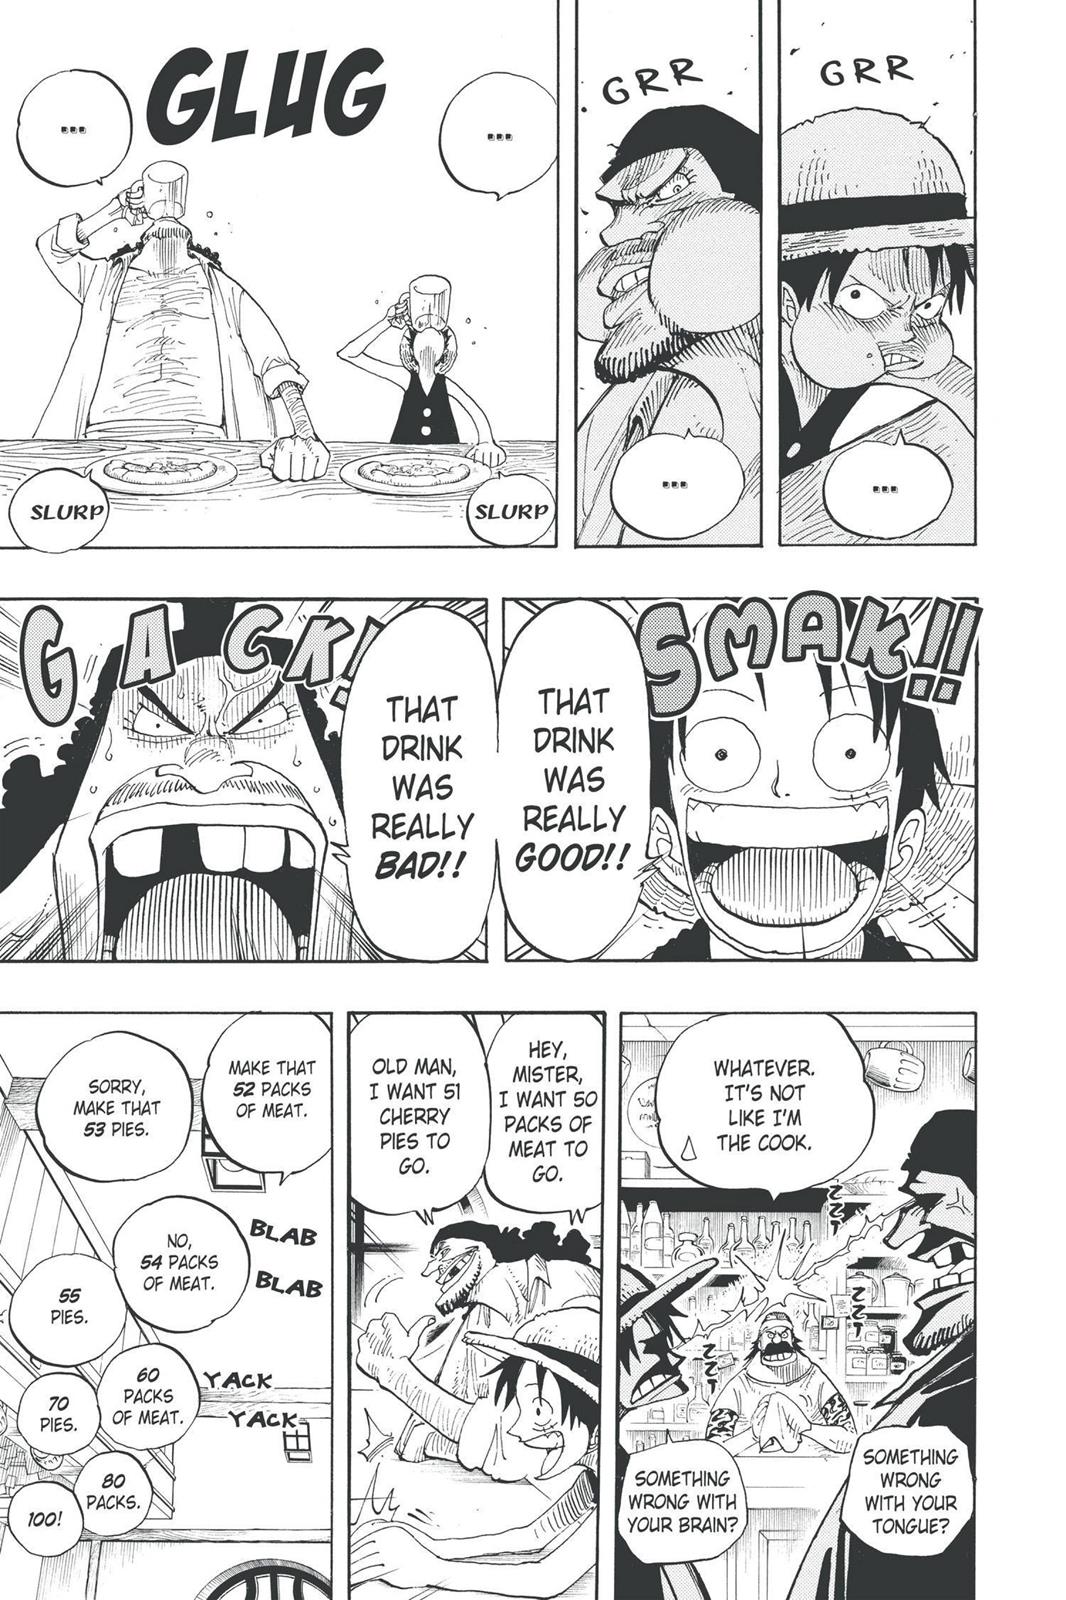 GRR
...
GRR
...
GLUG
...
...
SLURP
SLURP
SMAK!!
THAT
DRINK
WAS
REALLY
GOOD!!
GACK!
THAT
DRINK
WAS
REALLY
BAD!!
WHATEVER.
IT'S NOT
LIKE I'M
THE COOK.
SOMETHING
WRONG
WITH YOUR
TONGUE?
SOMETHING
WRONG WITH
YOUR BRAIN?
HEY,
MISTER,
I WANT 50
PACKS OF
MEAT TO
GO.
OLD MAN,
I WANT 51
CHERRY
PIES TO
GO.
MAKE THAT
52 PACKS
OF MEAT.
SORRY,
MAKE THAT
53 PIES.
BLAB
BLAB
NO,
54 PACKS
OF MEAT.
55
PIES.
YACK
YACK
60
PACKS
OF MEAT.
70
PIES.
80
PACKS.
100!